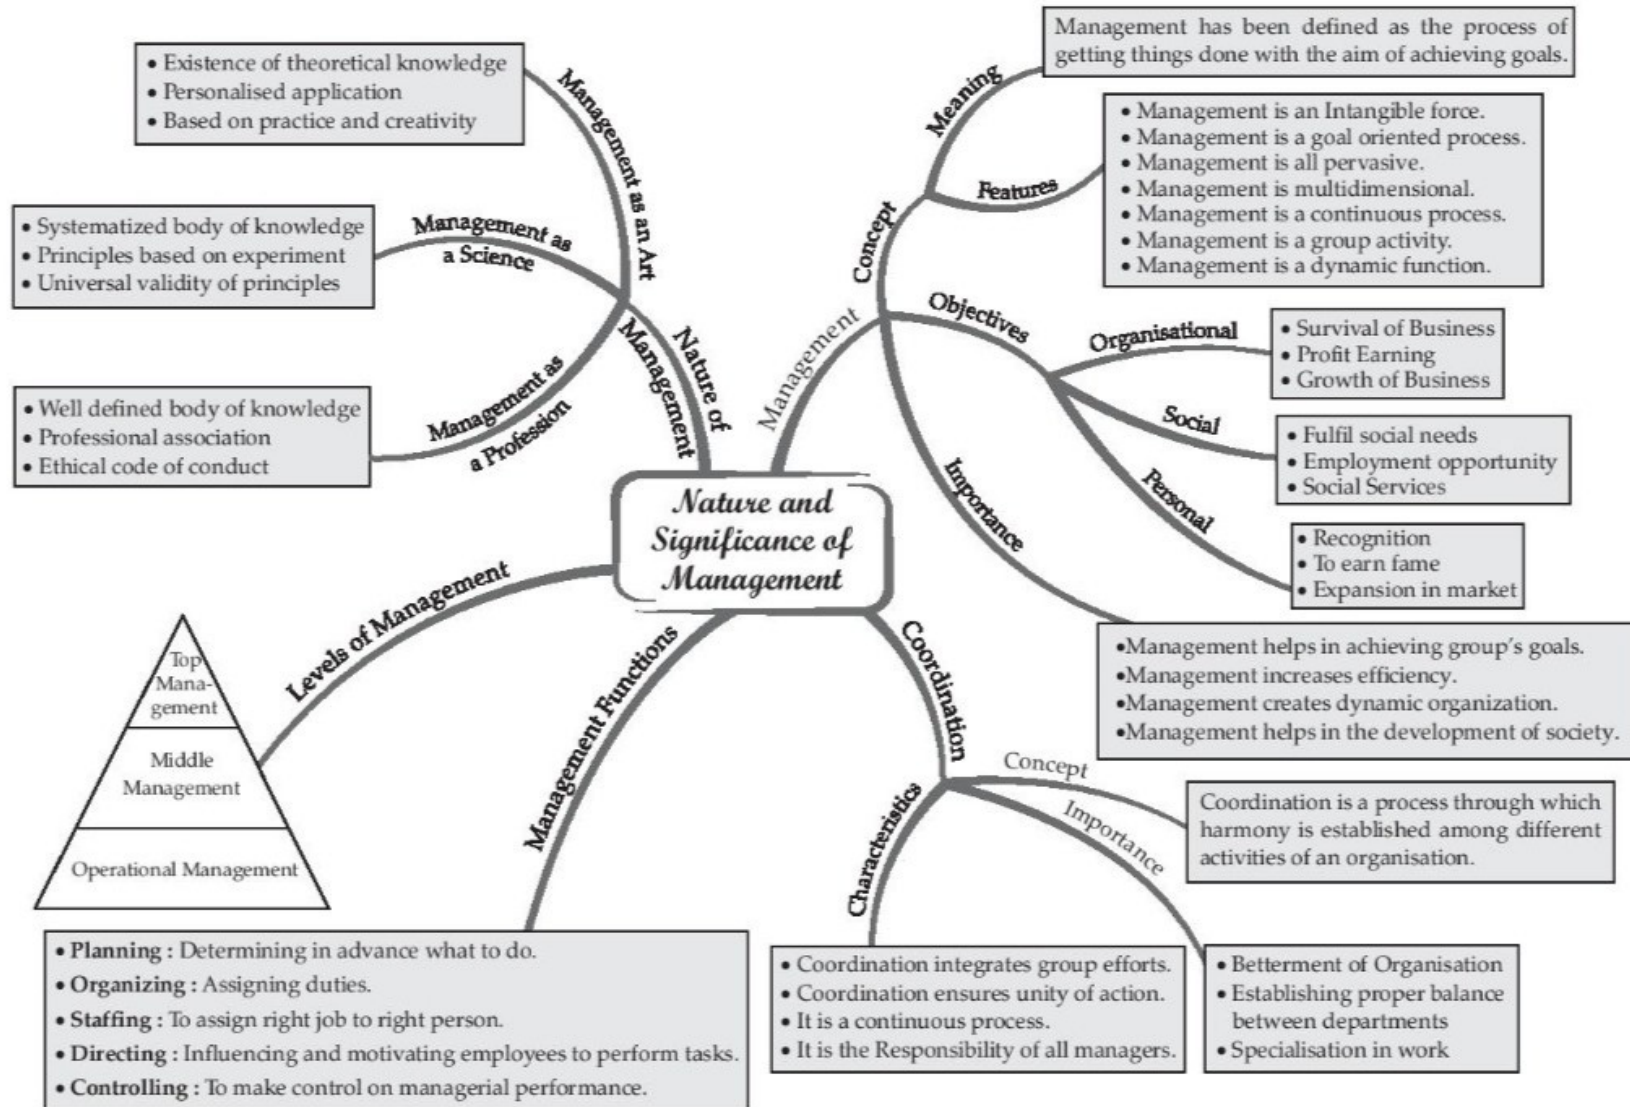 Management has been defined as the process of
getting things done with the aim of achieving goals.
Meaning
• Management is an Intangible force.
• Management is a goal oriented process.
• Management is all pervasive.
• Management is multidimensional.
• Management is a continuous process.
• Management is a group activity.
• Management is a dynamic function.
Features
Concept
Management
Objectives
Organisational
• Survival of Business
• Profit Earning
• Growth of Business
Social
• Fulfil social needs
• Employment opportunity
• Social Services
Personal
• Recognition
• To earn fame
• Expansion in market
Importance
•Management helps in achieving group's goals.
•Management increases efficiency.
•Management creates dynamic organization.
•Management helps in the development of society.
• Existence of theoretical knowledge
• Personalised application
• Based on practice and creativity
Management as an Art
• Systematized body of knowledge
• Principles based on experiment
• Universal validity of principles
Management as
a Science
• Well defined body of knowledge
• Professional association
• Ethical code of conduct
Management as
a Profession
Nature of
Management
Nature and
Significance of
Management
Levels of Management
Top
Mana-
gement
Middle
Management
Operational Management
Management Functions
• Planning : Determining in advance what to do.
• Organizing : Assigning duties.
• Staffing : To assign right job to right person.
• Directing : Influencing and motivating employees to perform tasks.
• Controlling : To make control on managerial performance.
Coordination
Concept
Coordination is a process through which
harmony is established among different
activities of an organisation.
Importance
• Betterment of Organisation
• Establishing proper balance
between departments
• Specialisation in work
Characteristics
• Coordination integrates group efforts.
• Coordination ensures unity of action.
• It is a continuous process.
• It is the Responsibility of all managers.